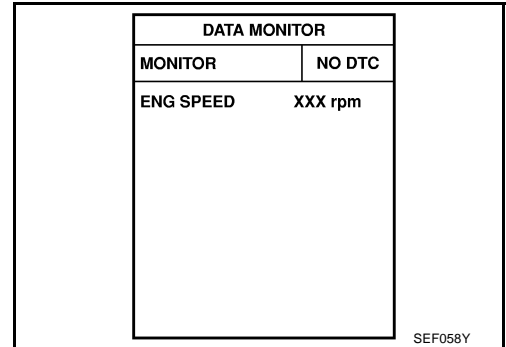 DATA MONITOR
MONITOR NO DTC
ENG SPEED XXX rpm
SEF058Y